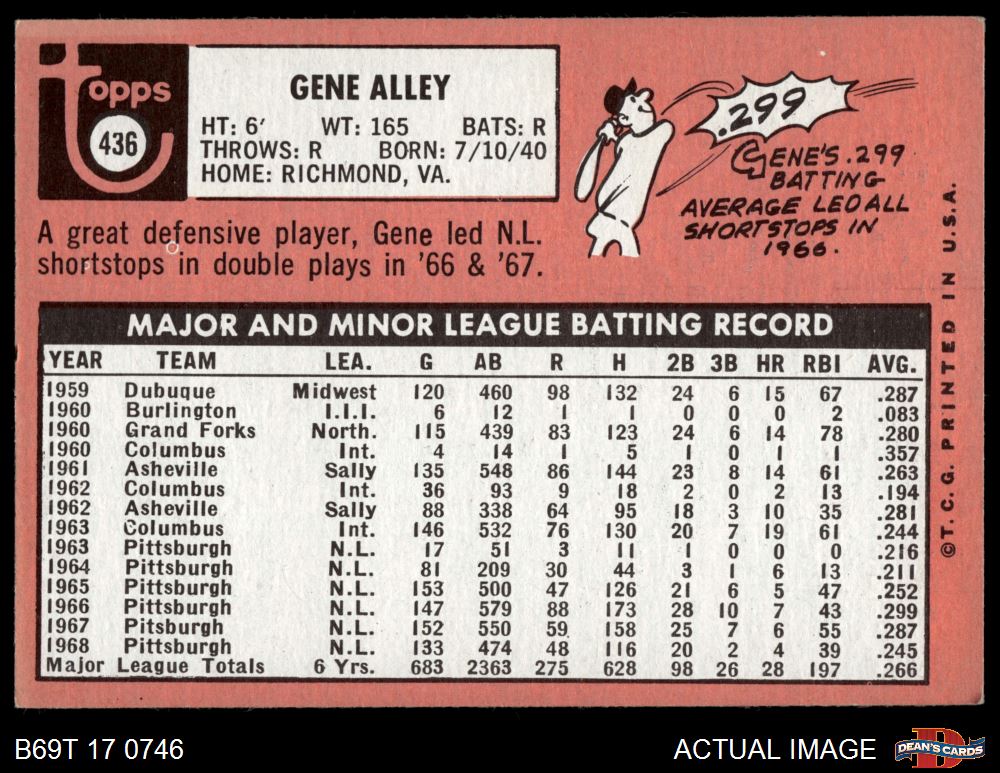 topps
436
GENE ALLEY
HT: 6' WT: 165 BATS: R
THROWS: R BORN: 7/10/40
HOME: RICHMOND, VA.
A great defensive player, Gene led N.L.
shortstops in double plays in '66 & '67.
.299
GENE'S .299
BATTING
AVERAGE LED ALL
SHORTSTOPS IN
1966.
MAJOR AND MINOR LEAGUE BATTING RECORD
YEAR TEAM LEA. G AB R H 2B 3B HR RBI AVG.
1959 Dubuque Midwest 120 460 98 132 24 6 15 67 .287
1960 Burlington I.I.I. 6 12 1 1 0 0 0 2 .083
1960 Grand Forks North. 115 439 83 123 24 6 14 78 .280
1960 Columbus Int. 4 14 1 5 1 0 1 1 .357
1961 Asheville Sally 135 548 86 144 23 8 14 61 .263
1962 Columbus Int. 36 93 9 18 2 0 2 13 .194
1962 Asheville Sally 88 338 64 95 18 3 10 35 .281
1963 Columbus Int. 146 532 76 130 20 7 19 61 .244
1963 Pittsburgh N.L. 17 51 3 11 1 0 0 0 .216
1964 Pittsburgh N.L. 81 209 30 44 3 1 6 13 .211
1965 Pittsburgh N.L. 153 500 47 126 21 6 5 47 .252
1966 Pittsburgh N.L. 147 579 88 173 28 10 7 43 .299
1967 Pitsburgh N.L. 152 550 59 158 25 7 6 55 .287
1968 Pittsburgh N.L. 133 474 48 116 20 2 4 39 .245
Major League Totals 6 Yrs. 683 2363 275 628 98 26 28 197 .266
©T.C.G. PRINTED IN U.S.A.
B69T 17 0746
ACTUAL IMAGE
D
DEAN'S CARDS